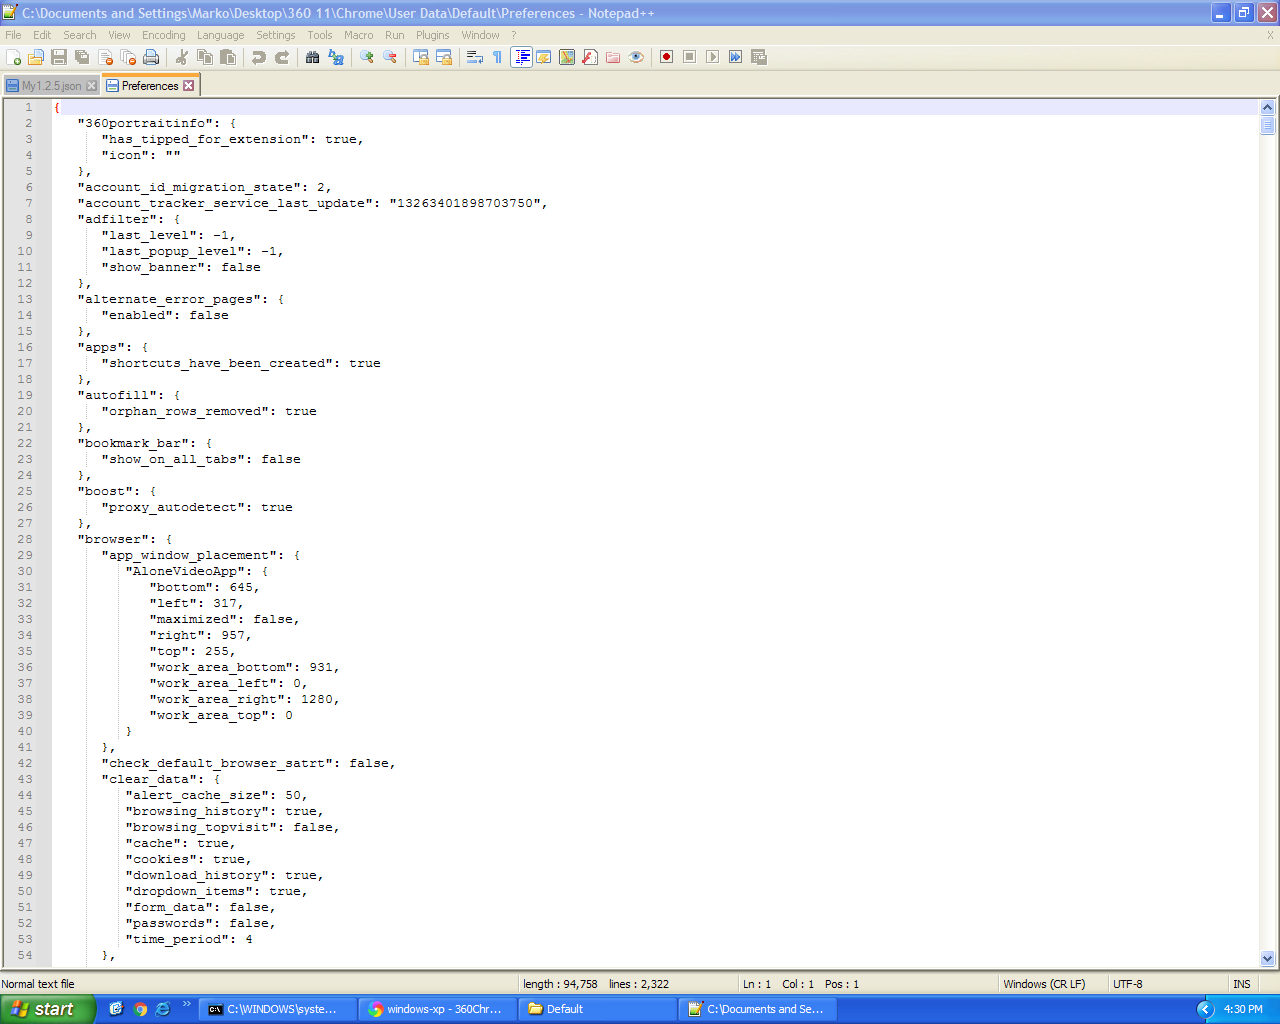 C:\Documents and Settings\Marko\Desktop\360 11\Chrome\User Data\Default\Preferences - Notepad++
File Edit Search View Encoding Language Settings Tools Macro Run Plugins Window ? X
My1.2.5.json Preferences
1 {
2 "360portraitinfo": {
3 "has_tipped_for_extension": true,
4 "icon": ""
5 },
6 "account_id_migration_state": 2,
7 "account_tracker_service_last_update": "13263401898703750",
8 "adfilter": {
9 "last_level": -1,
10 "last_popup_level": -1,
11 "show_banner": false
12 },
13 "alternate_error_pages": {
14 "enabled": false
15 },
16 "apps": {
17 "shortcuts_have_been_created": true
18 },
19 "autofill": {
20 "orphan_rows_removed": true
21 },
22 "bookmark_bar": {
23 "show_on_all_tabs": false
24 },
25 "boost": {
26 "proxy_autodetect": true
27 },
28 "browser": {
29 "app_window_placement": {
30 "AloneVideoApp": {
31 "bottom": 645,
32 "left": 317,
33 "maximized": false,
34 "right": 957,
35 "top": 255,
36 "work_area_bottom": 931,
37 "work_area_left": 0,
38 "work_area_right": 1280,
39 "work_area_top": 0
40 }
41 },
42 "check_default_browser_satrt": false,
43 "clear_data": {
44 "alert_cache_size": 50,
45 "browsing_history": true,
46 "browsing_topvisit": false,
47 "cache": true,
48 "cookies": true,
49 "download_history": true,
50 "dropdown_items": true,
51 "form_data": false,
52 "passwords": false,
53 "time_period": 4
54 },
Normal text file length : 94,758 lines : 2,322 Ln : 1 Col : 1 Pos : 1 Windows (CR LF) UTF-8 INS
start C:\WINDOWS\syste... windows-xp - 360Chr... Default C:\Documents and Se... 4:30 PM